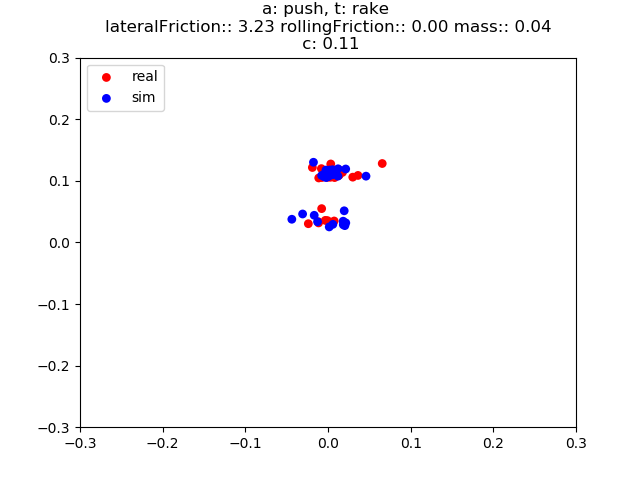 a: push, t: rake
lateralFriction:: 3.23 rollingFriction:: 0.00 mass:: 0.04
c: 0.11
real
sim
0.3
0.2
0.1
0.0
−0.1
−0.2
−0.3
−0.3
−0.2
−0.1
0.0
0.1
0.2
0.3